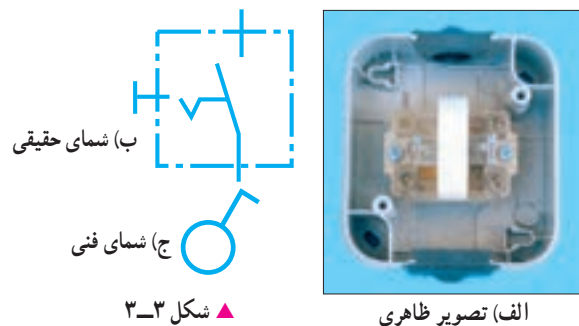 ب) شمای حقیقی
ج) شمای فنی
▲ شکل ۳ــ۳
الف) تصویر ظاهری